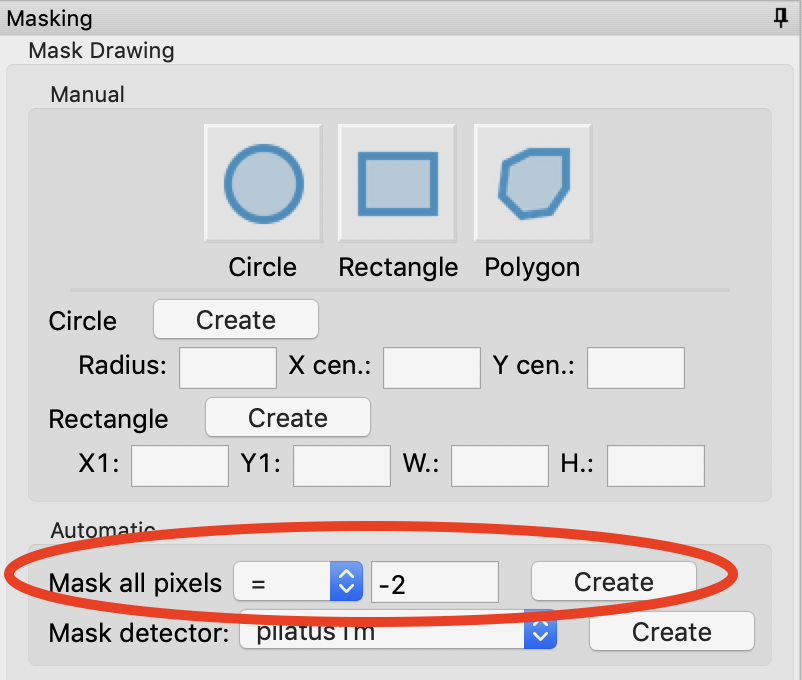 Masking
Mask Drawing
Manual
Circle Rectangle Polygon
Circle Create
Radius: X cen.: Y cen.:
Rectangle Create
X1: Y1: W.: H.:
Automatic
Mask all pixels = -2 Create
Mask detector: pilatus1m Create